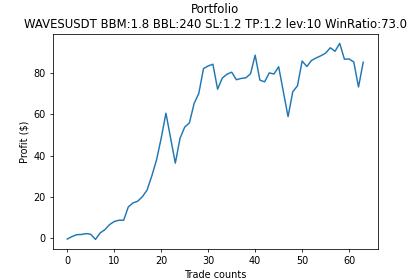 Portfolio
WAVESUSDT BBM:1.8 BBL:240 SL:1.2 TP:1.2 lev:10 WinRatio:73.0
80
60
40
20
0
Profit ($)
0 10 20 30 40 50 60
Trade counts